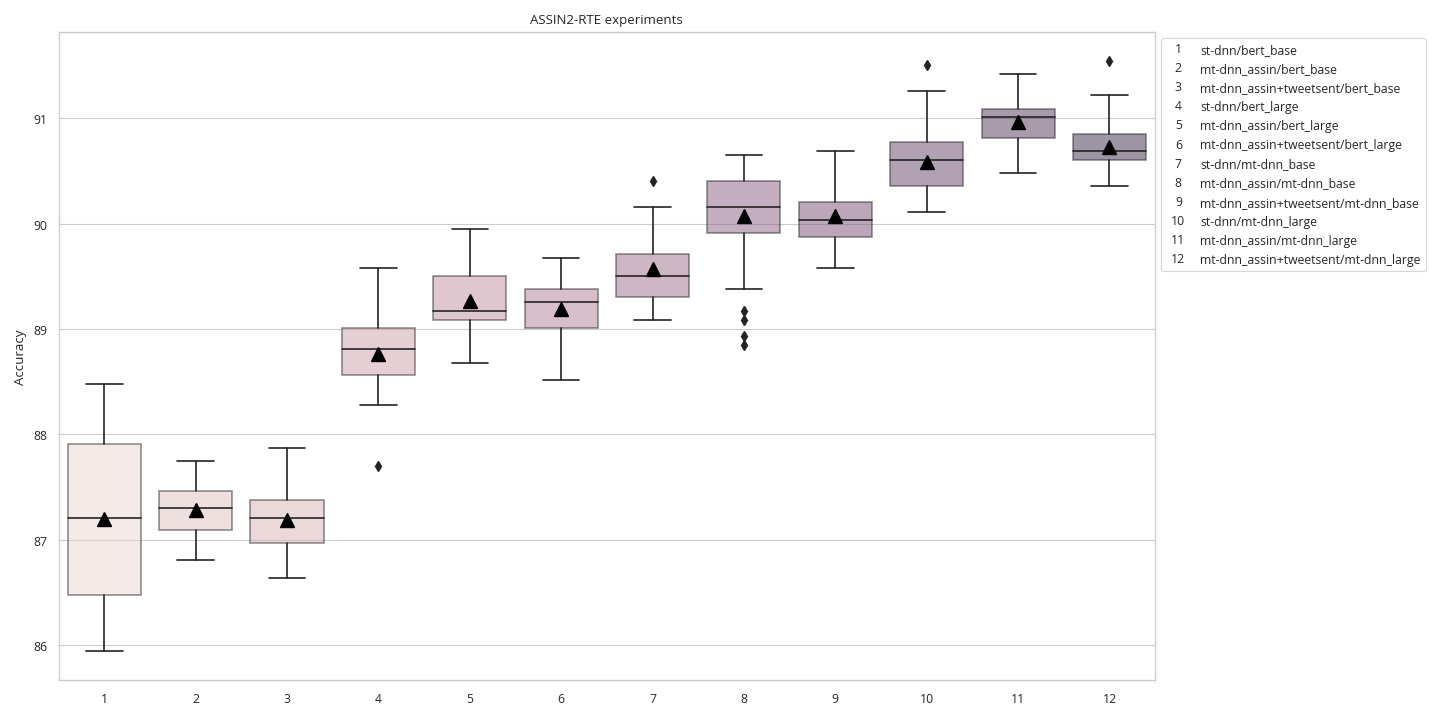 ASSIN2-RTE experiments
Accuracy
91
90
89
88
87
86
1 2 3 4 5 6 7 8 9 10 11 12
1 st-dnn/bert_base
2 mt-dnn_assin/bert_base
3 mt-dnn_assin+tweetsent/bert_base
4 st-dnn/bert_large
5 mt-dnn_assin/bert_large
6 mt-dnn_assin+tweetsent/bert_large
7 st-dnn/mt-dnn_base
8 mt-dnn_assin/mt-dnn_base
9 mt-dnn_assin+tweetsent/mt-dnn_base
10 st-dnn/mt-dnn_large
11 mt-dnn_assin/mt-dnn_large
12 mt-dnn_assin+tweetsent/mt-dnn_large